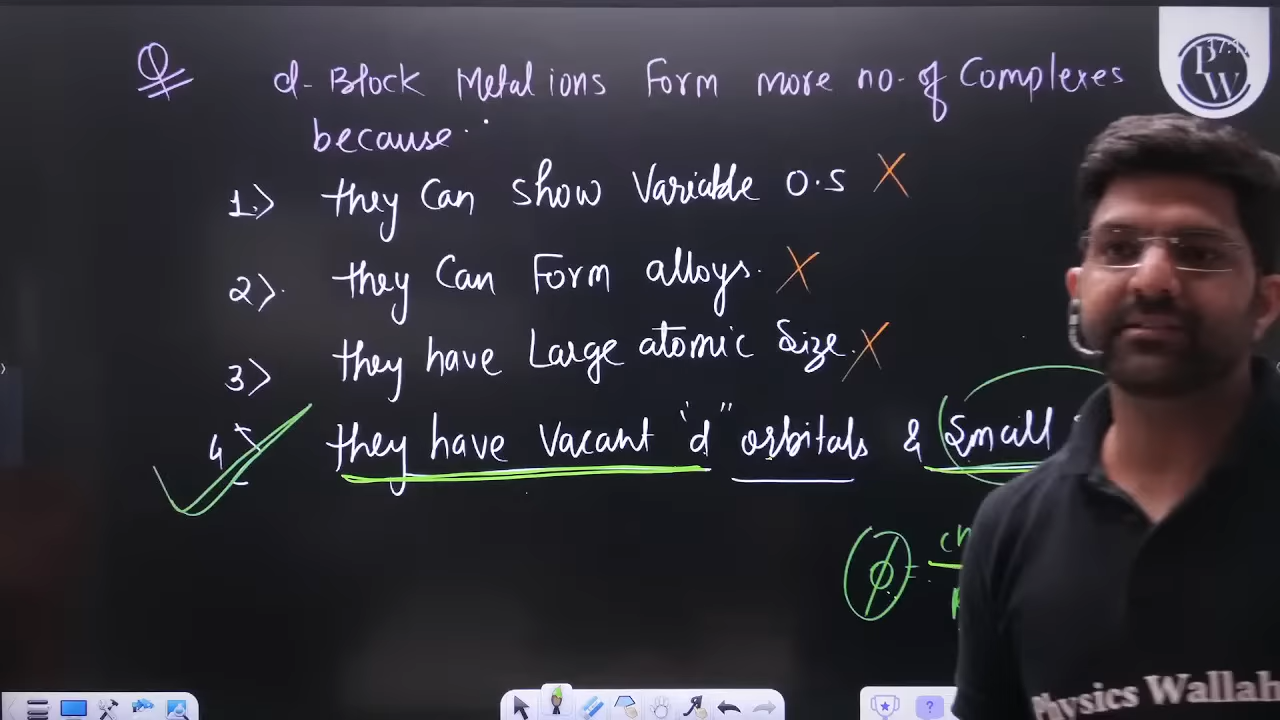 Q d-Block Metal ions Form more no. of Complexes
because..
1.> they Can show Variable O.S X
2>. they Can Form alloys. X
3> they have Large atomic Size. X
4> they have Vacant "d" orbitals & Small
ϕ =
PW
Physics Wallah